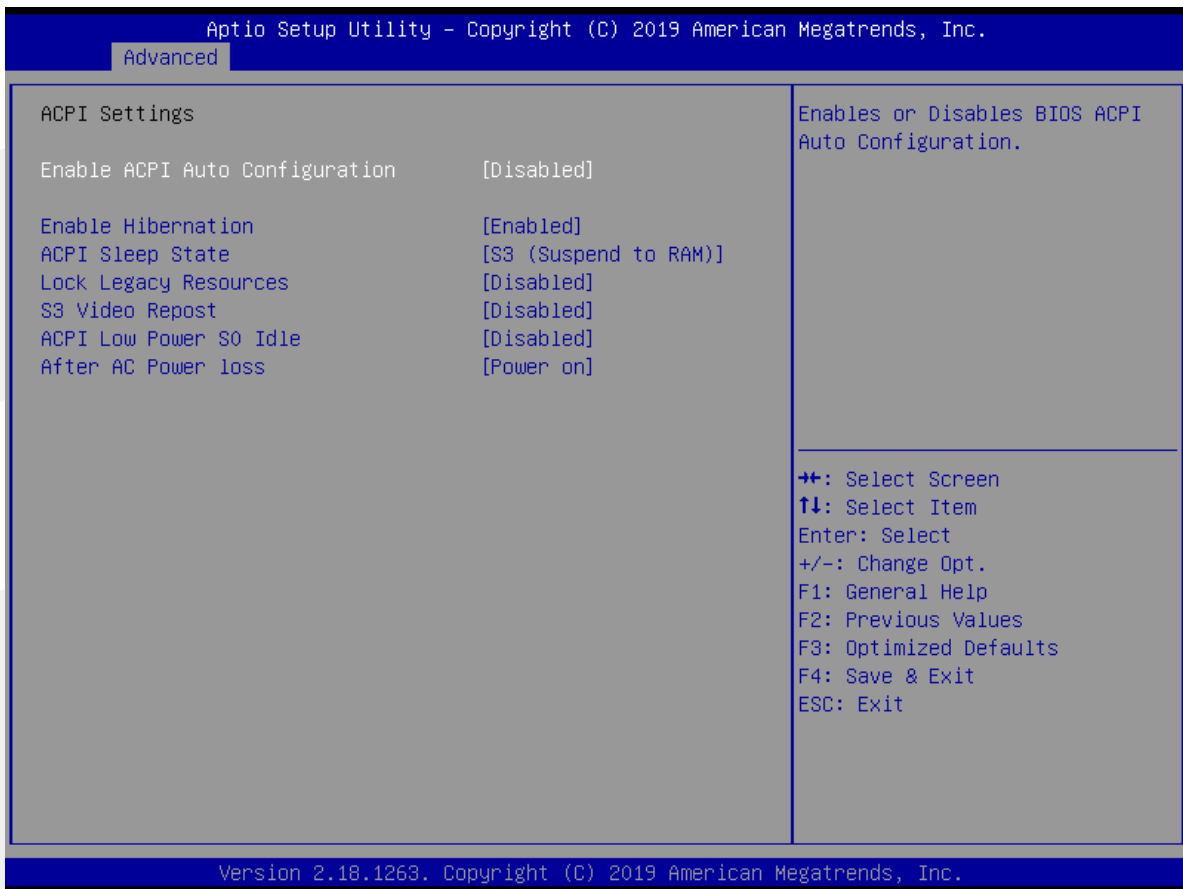 Aptio Setup Utility – Copyright (C) 2019 American Megatrends, Inc.
Advanced
ACPI Settings
Enable ACPI Auto Configuration [Disabled]
Enable Hibernation [Enabled]
ACPI Sleep State [S3 (Suspend to RAM)]
Lock Legacy Resources [Disabled]
S3 Video Repost [Disabled]
ACPI Low Power S0 Idle [Disabled]
After AC Power loss [Power on]
Enables or Disables BIOS ACPI
Auto Configuration.
→←: Select Screen
↑↓: Select Item
Enter: Select
+/-: Change Opt.
F1: General Help
F2: Previous Values
F3: Optimized Defaults
F4: Save & Exit
ESC: Exit
Version 2.18.1263. Copyright (C) 2019 American Megatrends, Inc.